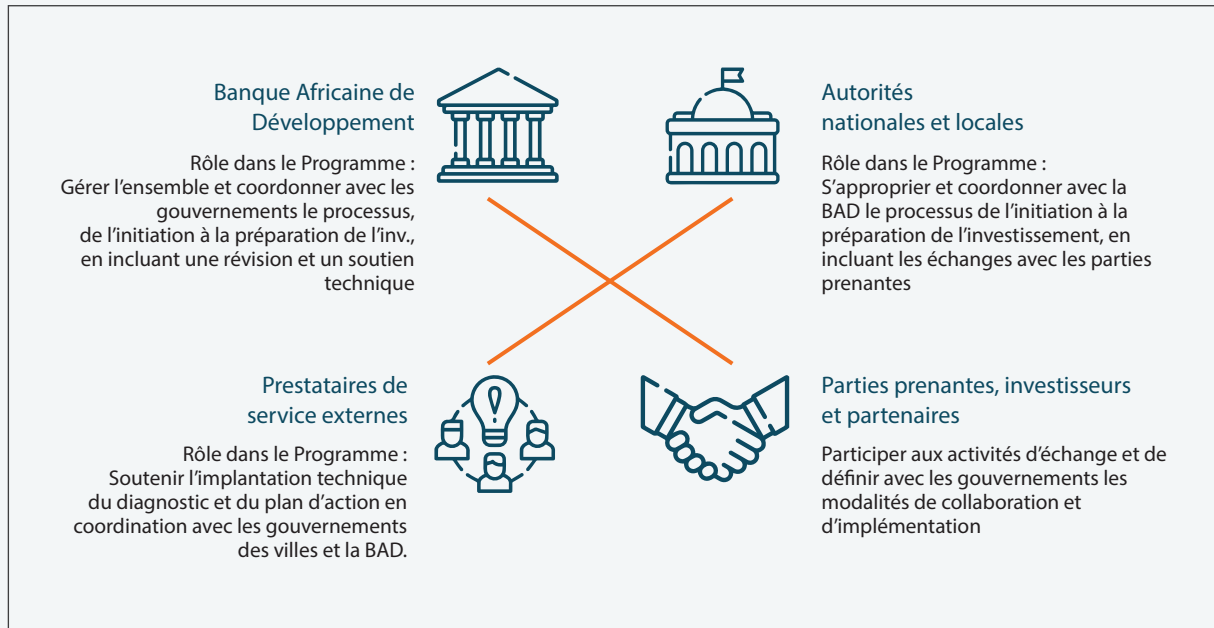 Banque Africaine de
Développement
Rôle dans le Programme :
Gérer l’ensemble et coordonner avec les
gouvernements le processus,
de l’initiation à la préparation de l’inv.,
en incluant une révision et un soutien
technique
Autorités
nationales et locales
Rôle dans le Programme :
S’approprier et coordonner avec la
BAD le processus de l’initiation à la
préparation de l’investissement, en
incluant les échanges avec les parties
prenantes
Prestataires de
service externes
Rôle dans le Programme :
Soutenir l’implantation technique
du diagnostic et du plan d’action en
coordination avec les gouvernements
des villes et la BAD.
Parties prenantes, investisseurs
et partenaires
Participer aux activités d’échange et de
définir avec les gouvernements les
modalités de collaboration et
d’implémentation